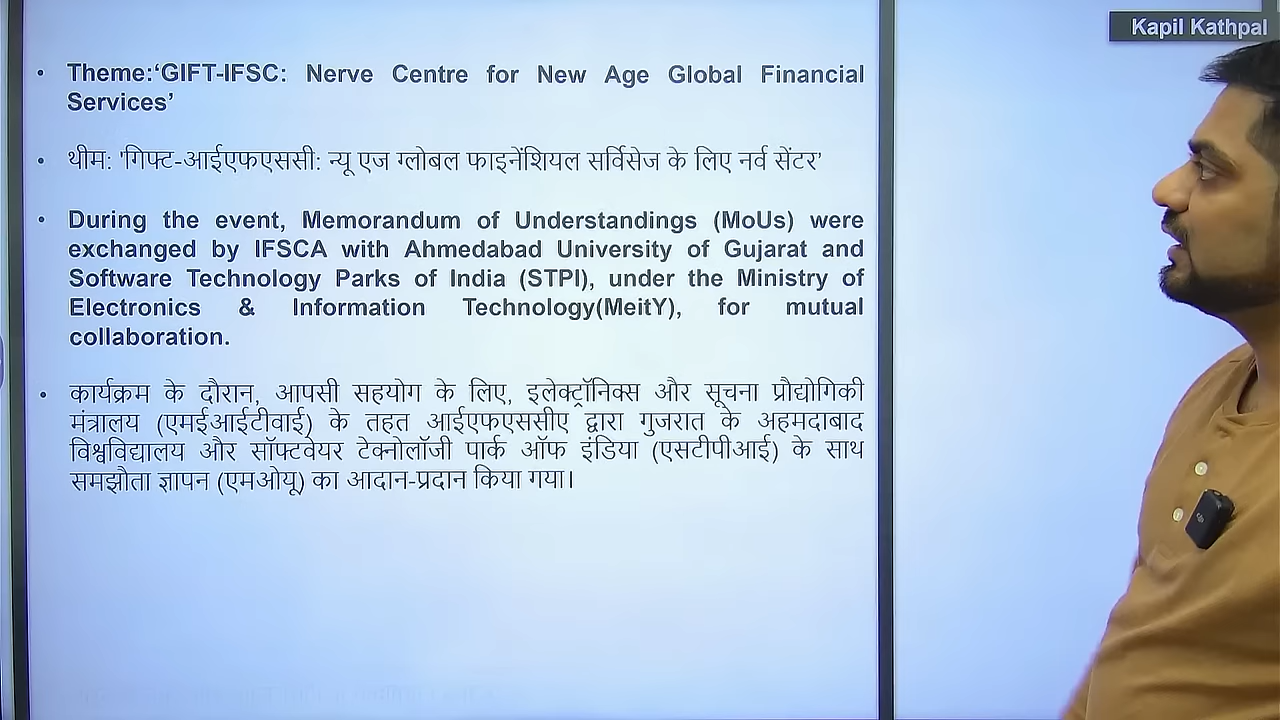 Kapil Kathpal
• Theme:‘GIFT-IFSC: Nerve Centre for New Age Global Financial
Services’
• थीम: 'गिफ्ट-आईएफएससी: न्यू एज ग्लोबल फाइनेंशियल सर्विसेज के लिए नर्व सेंटर’
• During the event, Memorandum of Understandings (MoUs) were
exchanged by IFSCA with Ahmedabad University of Gujarat and
Software Technology Parks of India (STPI), under the Ministry of
Electronics & Information Technology(MeitY), for mutual
collaboration.
• कार्यक्रम के दौरान, आपसी सहयोग के लिए, इलेक्ट्रॉनिक्स और सूचना प्रौद्योगिकी
मंत्रालय (एमईआईटीवाई) के तहत आईएफएससीए द्वारा गुजरात के अहमदाबाद
विश्वविद्यालय और सॉफ्टवेयर टेक्नोलॉजी पार्क ऑफ इंडिया (एसटीपीआई) के साथ
समझौता ज्ञापन (एमओयू) का आदान-प्रदान किया गया।